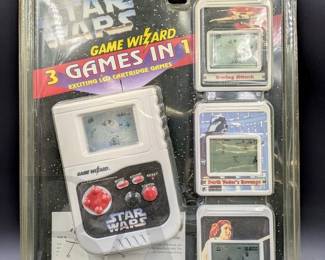 STAR
WARS
GAME WIZARD
3 GAMES IN 1
EXCITING LCD CARTRIDGE GAMES
GAME WIZARD
STAR
WARS
Darth Vader's Revenge